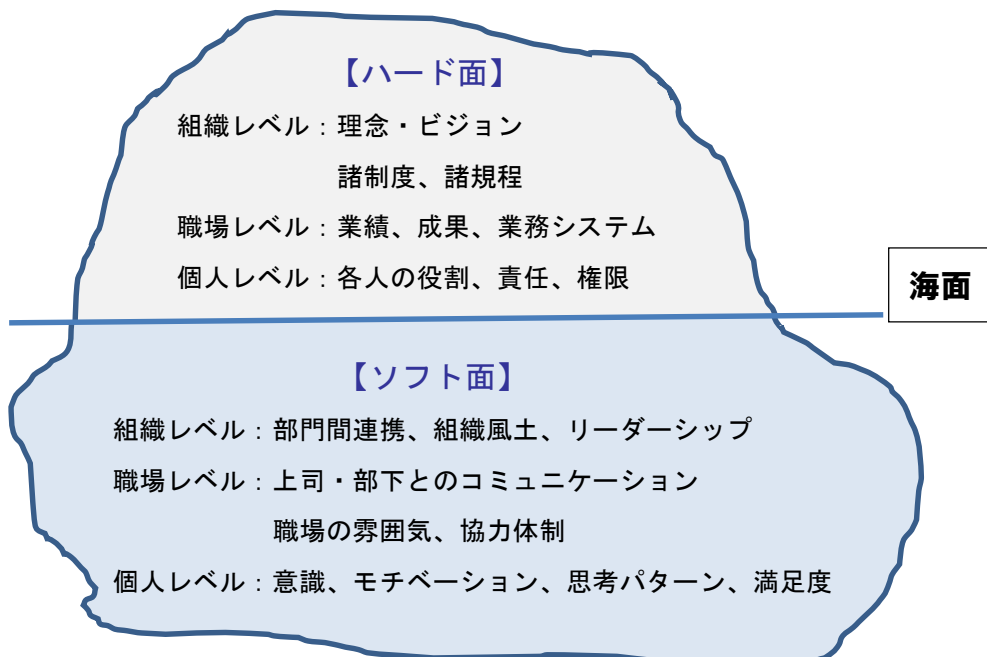 【ハード面】
組織レベル：理念・ビジョン
諸制度、諸規程
職場レベル：業績、成果、業務システム
個人レベル：各人の役割、責任、権限
海面
【ソフト面】
組織レベル：部門間連携、組織風土、リーダーシップ
職場レベル：上司・部下とのコミュニケーション
職場の雰囲気、協力体制
個人レベル：意識、モチベーション、思考パターン、満足度